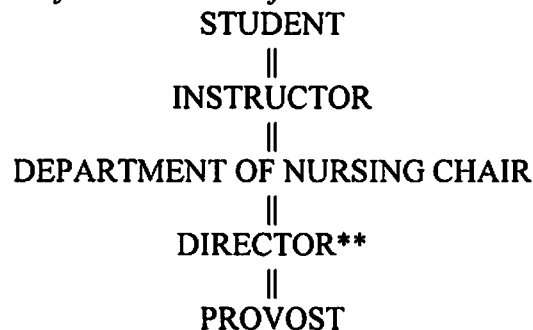 STUDENT
||
INSTRUCTOR
||
DEPARTMENT OF NURSING CHAIR
||
DIRECTOR**
||
PROVOST